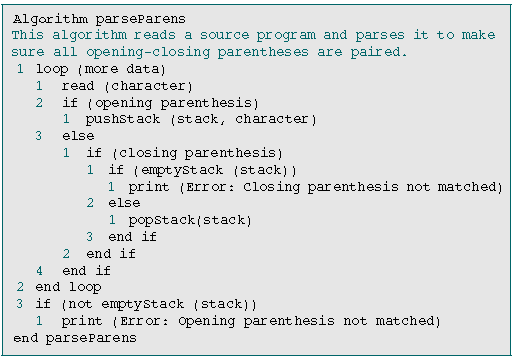 Algorithm parseParens
This algorithm reads a source program and parses it to make
sure all opening-closing parentheses are paired.
1 loop (more data)
1 read (character)
2 if (opening parenthesis)
1 pushStack (stack, character)
3 else
1 if (closing parenthesis)
1 if (emptyStack (stack))
1 print (Error: Closing parenthesis not matched)
2 else
1 popStack(stack)
3 end if
2 end if
4 end if
2 end loop
3 if (not emptyStack (stack))
1 print (Error: Opening parenthesis not matched)
end parseParens